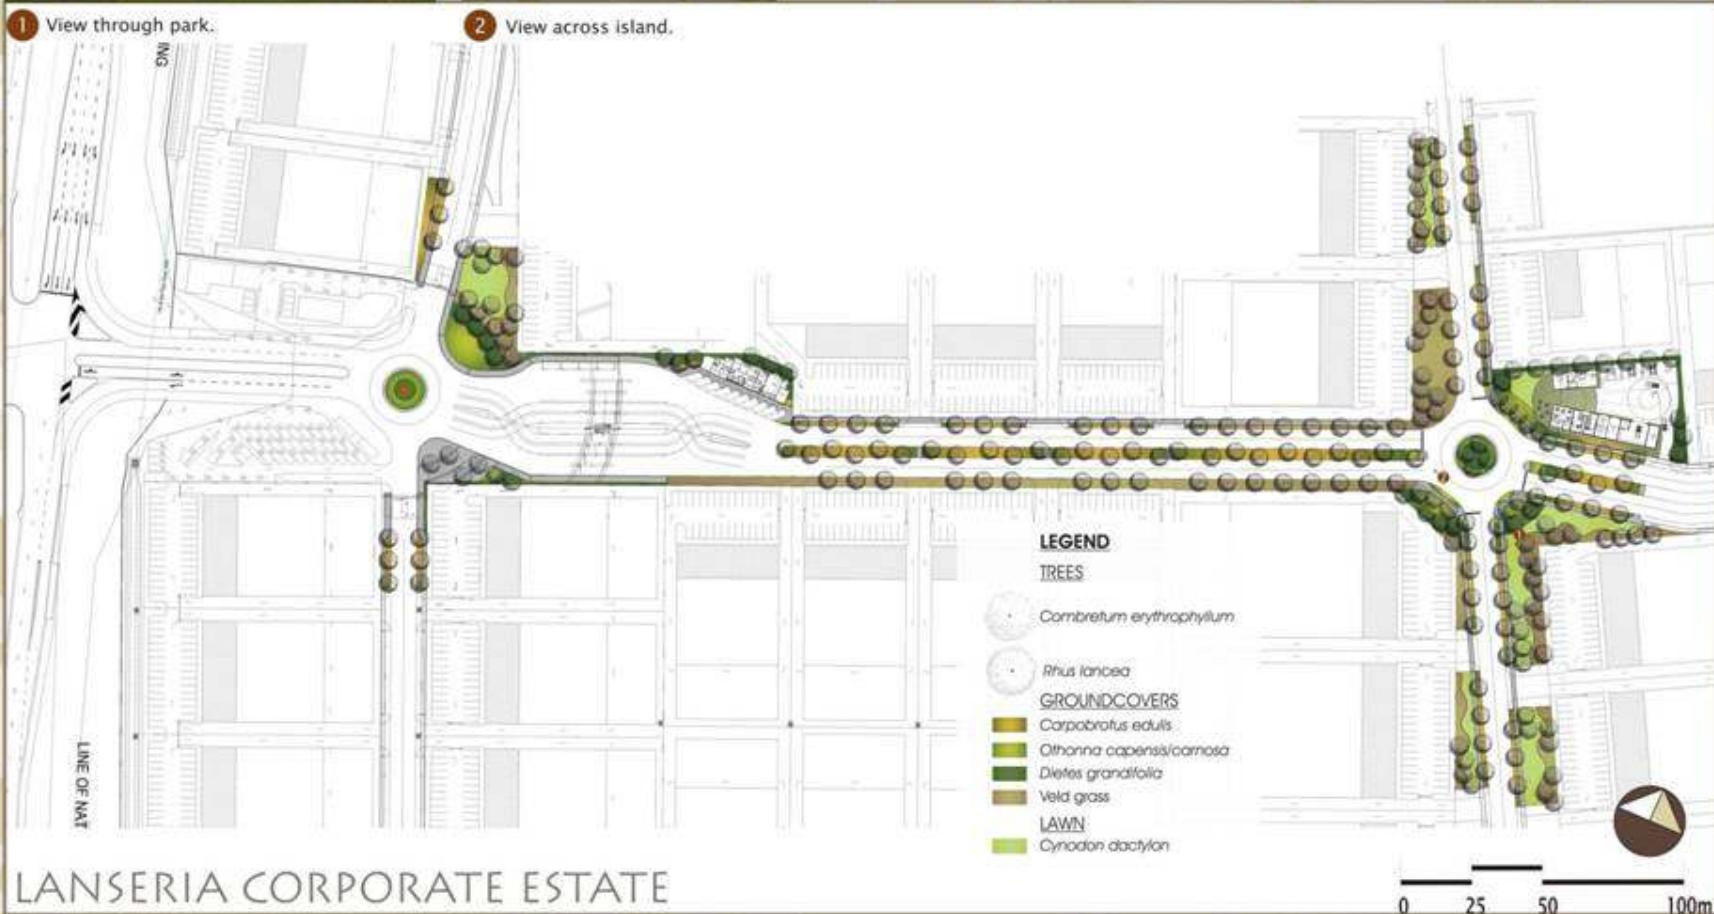 1 View through park.
2 View across island.
NG
LINE OF NAT
LEGEND
TREES
Combretum erythrophyllum
Rhus lancea
GROUNDCOVERS
Carpobrotus edulis
Othonna capensis/carnosa
Dietes grandifolia
Veld grass
LAWN
Cynodon dactylon
LANSERIA CORPORATE ESTATE
0 25 50 100m